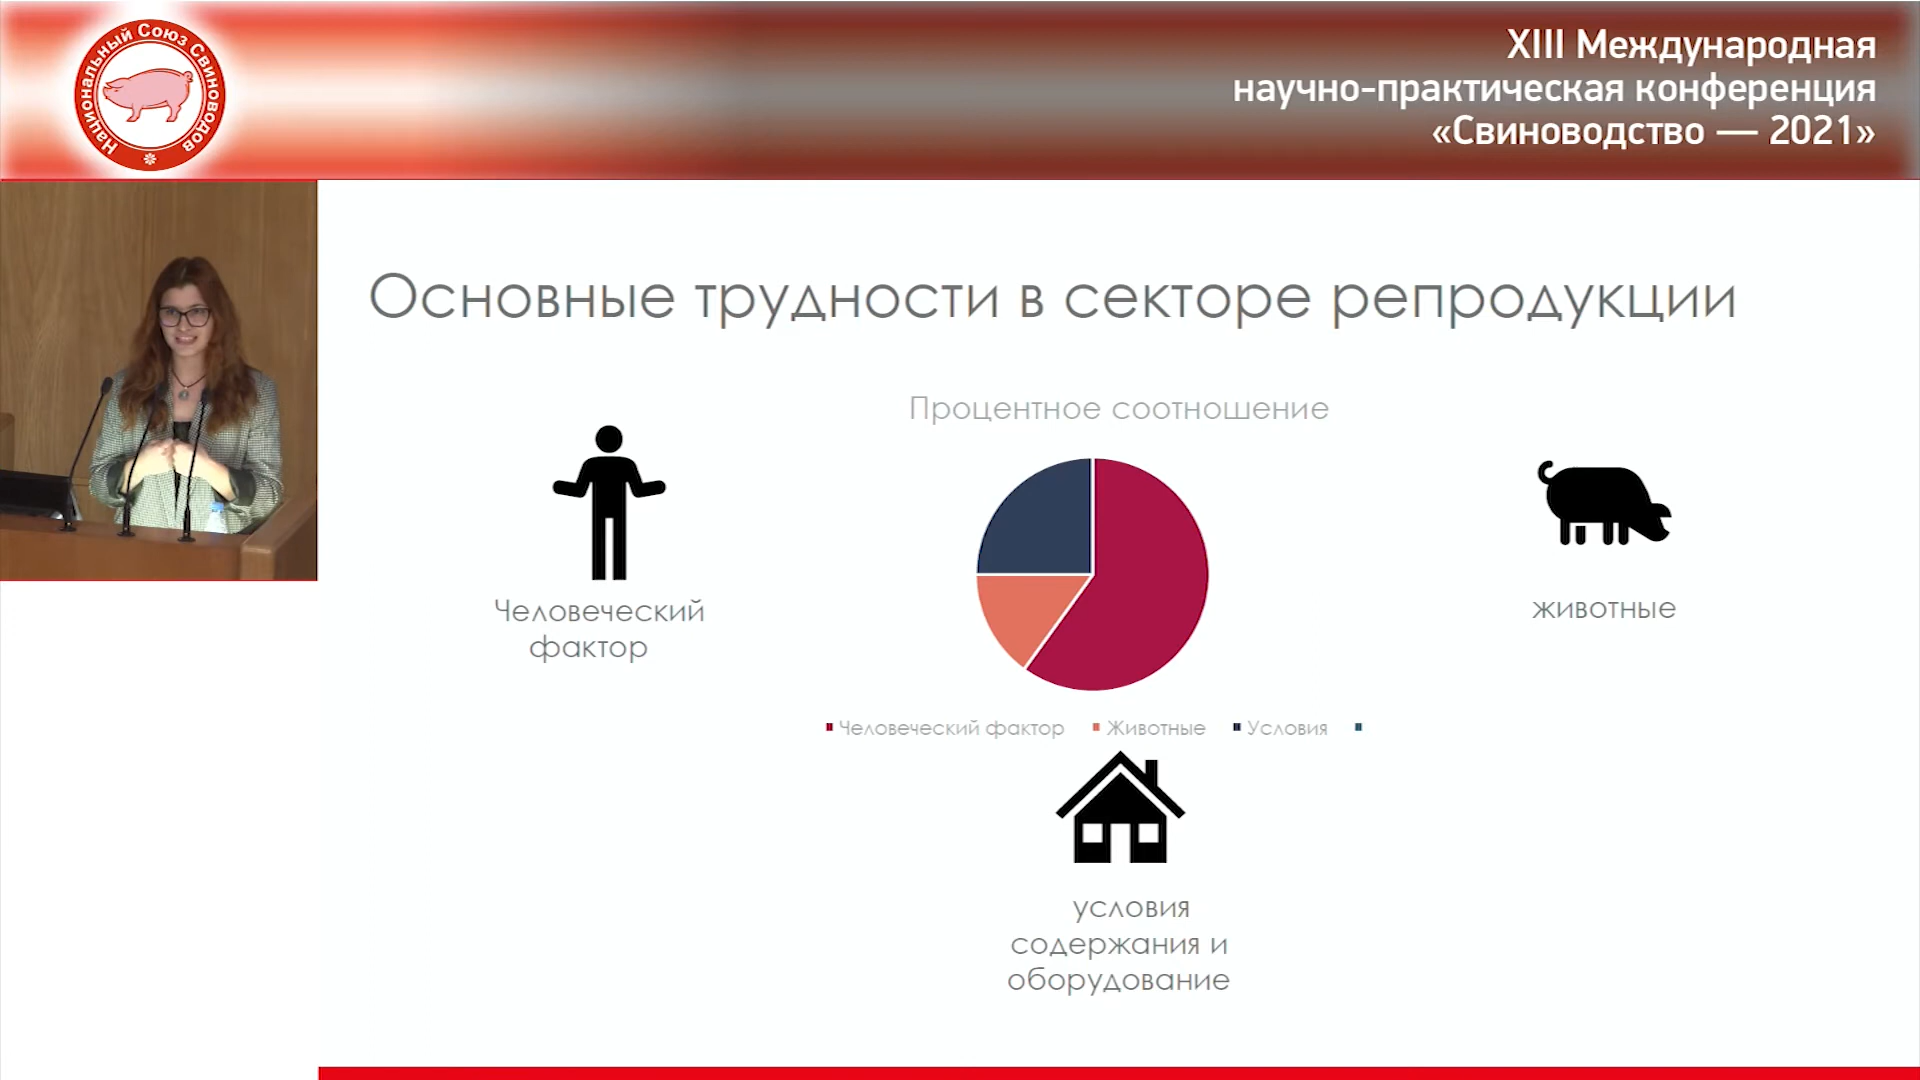 Национальный Союз Свиноводов
XIII Международная
научно-практическая конференция
«Свиноводство — 2021»
Основные трудности в секторе репродукции
Процентное соотношение
Человеческий
фактор
животные
Человеческий фактор
Животные
Условия
условия
содержания и
оборудование